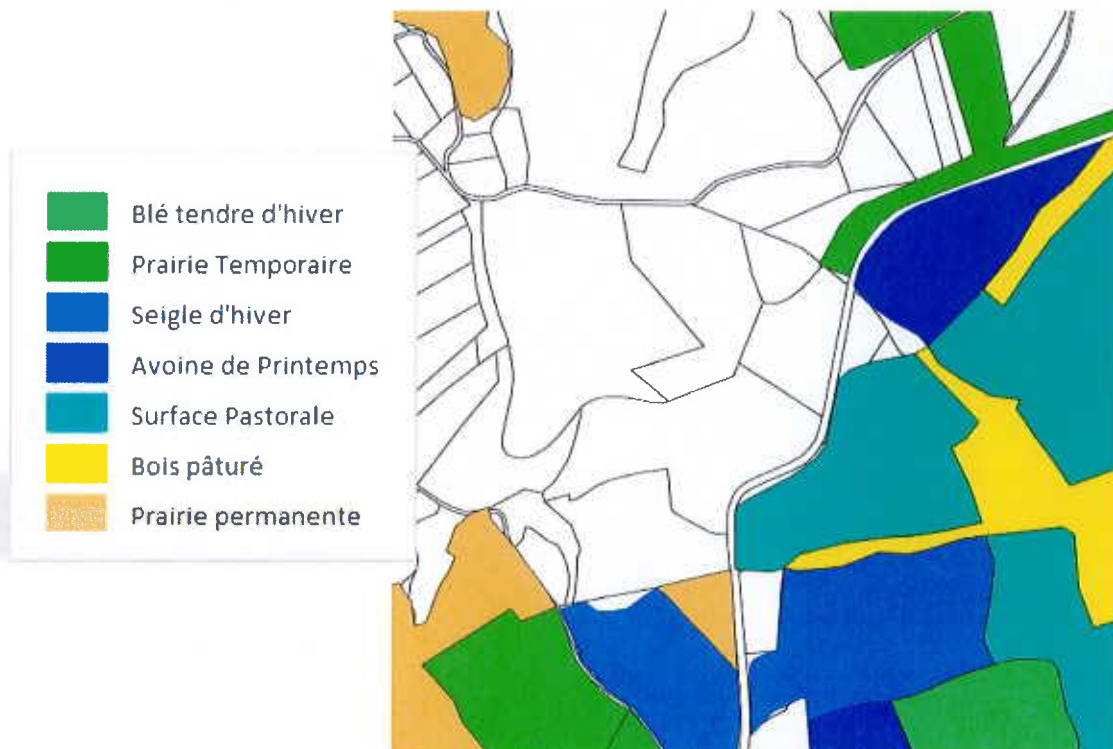 Blé tendre d'hiver
Prairie Temporaire
Seigle d'hiver
Avoine de Printemps
Surface Pastorale
Bois pâturé
Prairie permanente